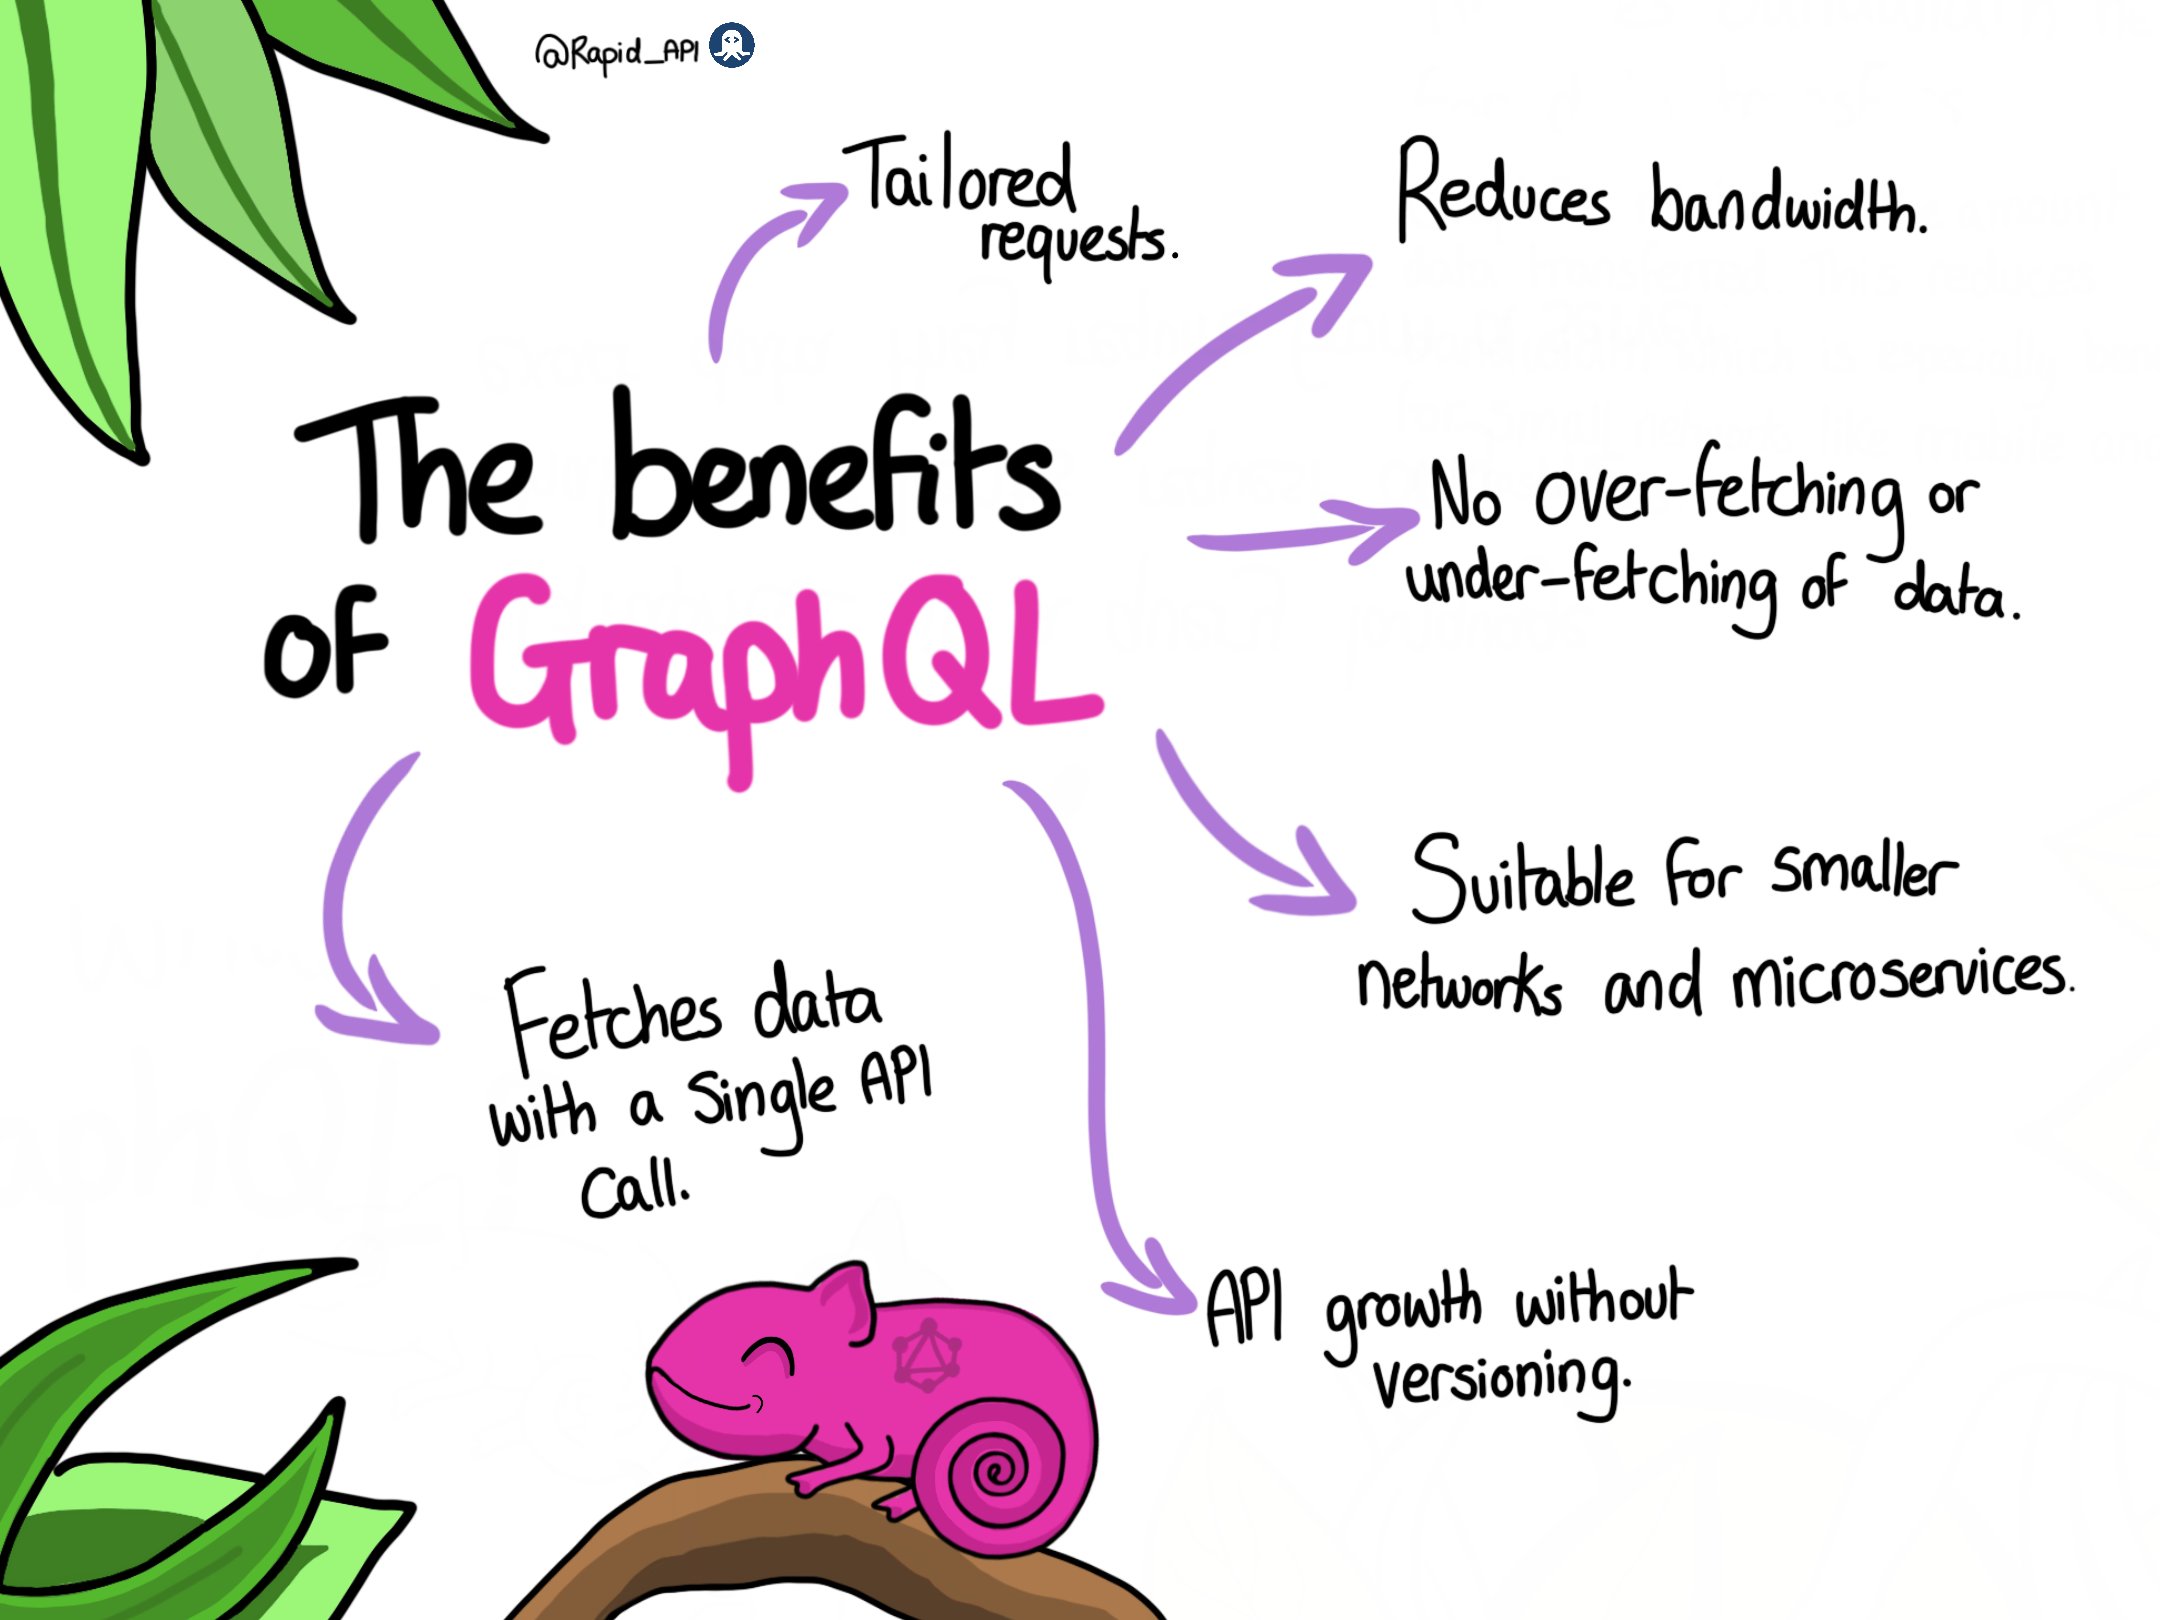 @Rapid_API
Tailored
requests.
Reduces bandwidth.
The benefits
of GraphQL
No over-fetching or
under-fetching of data.
Suitable for smaller
networks and microservices.
Fetches data
with a single API
call.
API growth without
versioning.